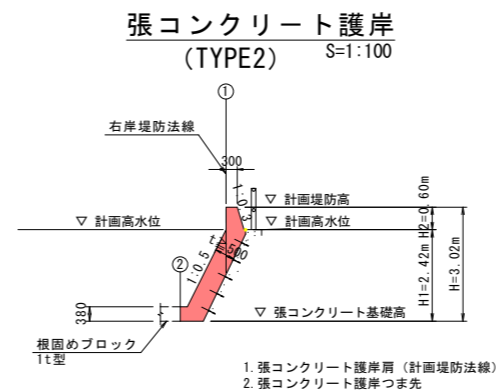 張コンクリート護岸
(TYPE2)
S=1:100
①
右岸堤防法線
300
1:0.3
▽ 計画堤防高
▽ 計画高水位
▽ 計画高水位
H2=0.60m
H1=2.42m
H=3.02m
1:0.5
②
380
▽ 張コンクリート基礎高
根固めブロック
1t型
1. 張コンクリート護岸肩（計画堤防法線）
2. 張コンクリート護岸つま先